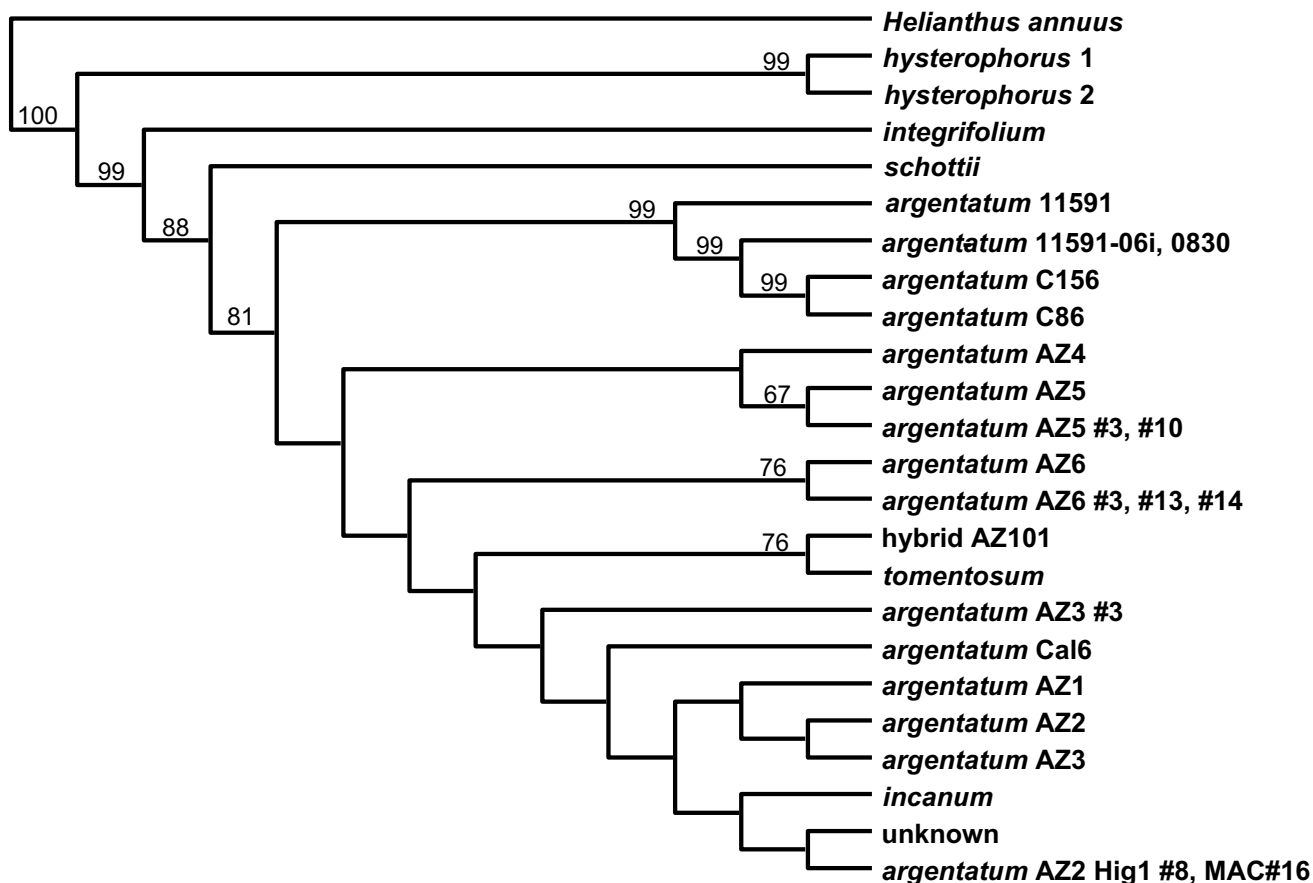 Helianthus annuus
99 hysterophorus 1
hysterophorus 2
100
integrifolium
99
schottii
99 argentatum 11591
88
99 argentatum 11591-06i, 0830
99 argentatum C156
argentatum C86
81
argentatum AZ4
67 argentatum AZ5
argentatum AZ5 #3, #10
76 argentatum AZ6
argentatum AZ6 #3, #13, #14
76 hybrid AZ101
tomentosum
argentatum AZ3 #3
argentatum Cal6
argentatum AZ1
argentatum AZ2
argentatum AZ3
incanum
unknown
argentatum AZ2 Hig1 #8, MAC#16